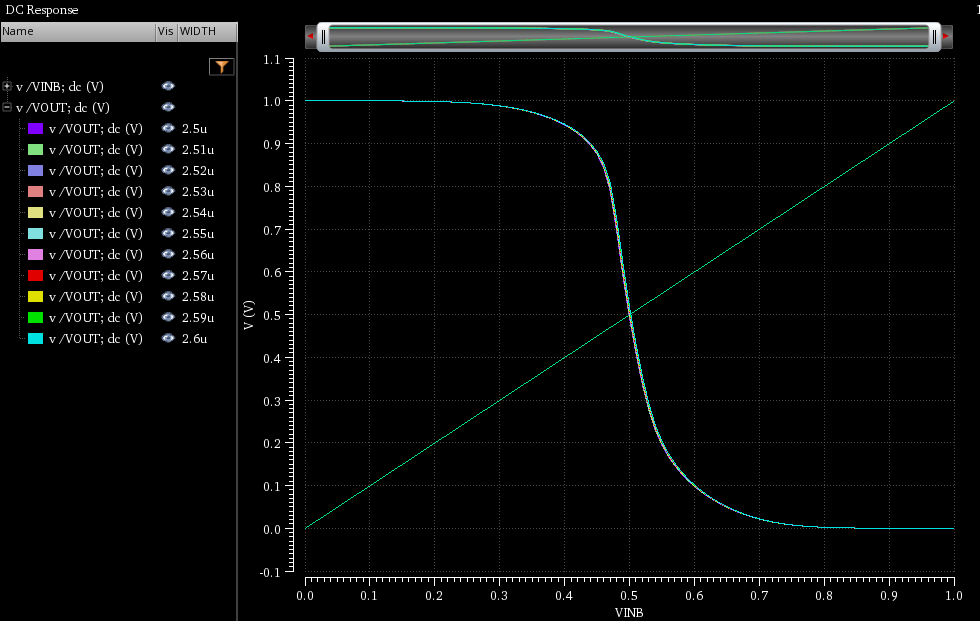 DC Response
Name Vis WIDTH
v /VINB; dc (V)
v /VOUT; dc (V)
v /VOUT; dc (V) 2.5u
v /VOUT; dc (V) 2.51u
v /VOUT; dc (V) 2.52u
v /VOUT; dc (V) 2.53u
v /VOUT; dc (V) 2.54u
v /VOUT; dc (V) 2.55u
v /VOUT; dc (V) 2.56u
v /VOUT; dc (V) 2.57u
v /VOUT; dc (V) 2.58u
v /VOUT; dc (V) 2.59u
v /VOUT; dc (V) 2.6u
1.1
1.0
0.9
0.8
0.7
0.6
0.5
0.4
0.3
0.2
0.1
0.0
-0.1
V (V)
0.0 0.1 0.2 0.3 0.4 0.5 0.6 0.7 0.8 0.9 1.0
VINB